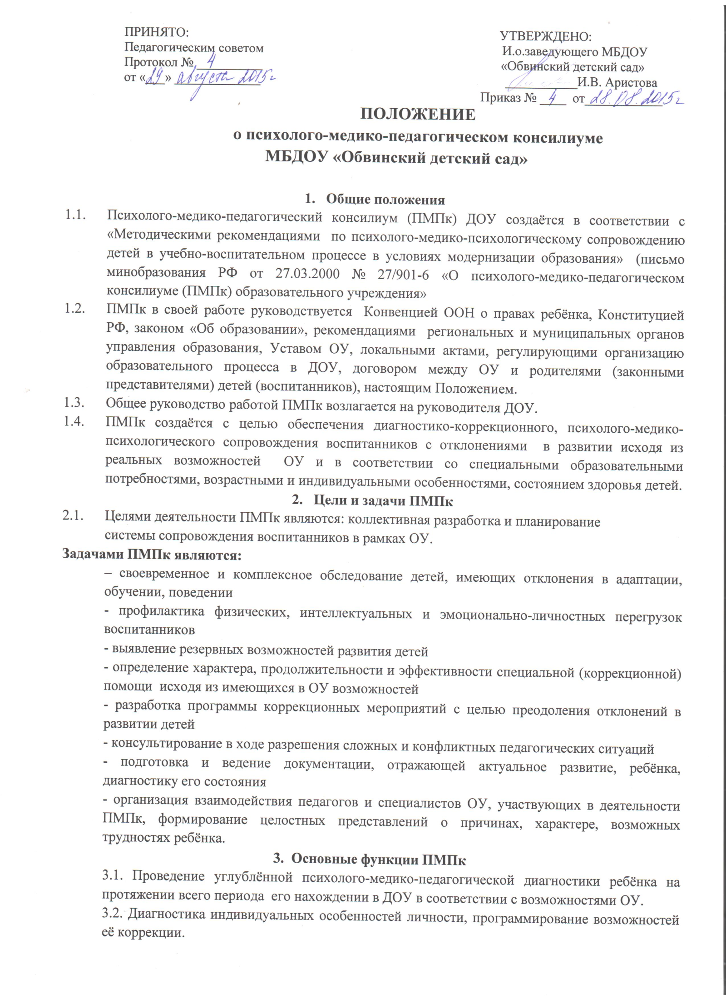 ПРИНЯТО:
Педагогическим советом
Протокол № 4
от «29» августа 2015г
УТВЕРЖДЕНО:
И.о.заведующего МБДОУ
«Обвинский детский сад»
И.В. Аристова
Приказ № 4 от 28.08.2015г
ПОЛОЖЕНИЕ
о психолого-медико-педагогическом консилиуме
МБДОУ «Обвинский детский сад»
1. Общие положения
1.1. Психолого-медико-педагогический консилиум (ПМПк) ДОУ создаётся в соответствии с
«Методическими рекомендациями по психолого-медико-психологическому сопровождению
детей в учебно-воспитательном процессе в условиях модернизации образования» (письмо
минобразования РФ от 27.03.2000 № 27/901-6 «О психолого-медико-педагогическом
консилиуме (ПМПк) образовательного учреждения»
1.2. ПМПк в своей работе руководствуется Конвенцией ООН о правах ребёнка, Конституцией
РФ, законом «Об образовании», рекомендациями региональных и муниципальных органов
управления образования, Уставом ОУ, локальными актами, регулирующими организацию
образовательного процесса в ДОУ, договором между ОУ и родителями (законными
представителями) детей (воспитанников), настоящим Положением.
1.3. Общее руководство работой ПМПк возлагается на руководителя ДОУ.
1.4. ПМПк создаётся с целью обеспечения диагностико-коррекционного, психолого-медико-
психологического сопровождения воспитанников с отклонениями в развитии исходя из
реальных возможностей ОУ и в соответствии со специальными образовательными
потребностями, возрастными и индивидуальными особенностями, состоянием здоровья детей.
2. Цели и задачи ПМПк
2.1. Целями деятельности ПМПк являются: коллективная разработка и планирование
системы сопровождения воспитанников в рамках ОУ.
Задачами ПМПк являются:
– своевременное и комплексное обследование детей, имеющих отклонения в адаптации,
обучении, поведении
- профилактика физических, интеллектуальных и эмоционально-личностных перегрузок
воспитанников
- выявление резервных возможностей развития детей
- определение характера, продолжительности и эффективности специальной (коррекционной)
помощи исходя из имеющихся в ОУ возможностей
- разработка программы коррекционных мероприятий с целью преодоления отклонений в
развитии детей
- консультирование в ходе разрешения сложных и конфликтных педагогических ситуаций
- подготовка и ведение документации, отражающей актуальное развитие, ребёнка,
диагностику его состояния
- организация взаимодействия педагогов и специалистов ОУ, участвующих в деятельности
ПМПк, формирование целостных представлений о причинах, характере, возможных
трудностях ребёнка.
3. Основные функции ПМПк
3.1. Проведение углублённой психолого-медико-педагогической диагностики ребёнка на
протяжении всего периода его нахождении в ДОУ в соответствии с возможностями ОУ.
3.2. Диагностика индивидуальных особенностей личности, программирование возможностей
её коррекции.